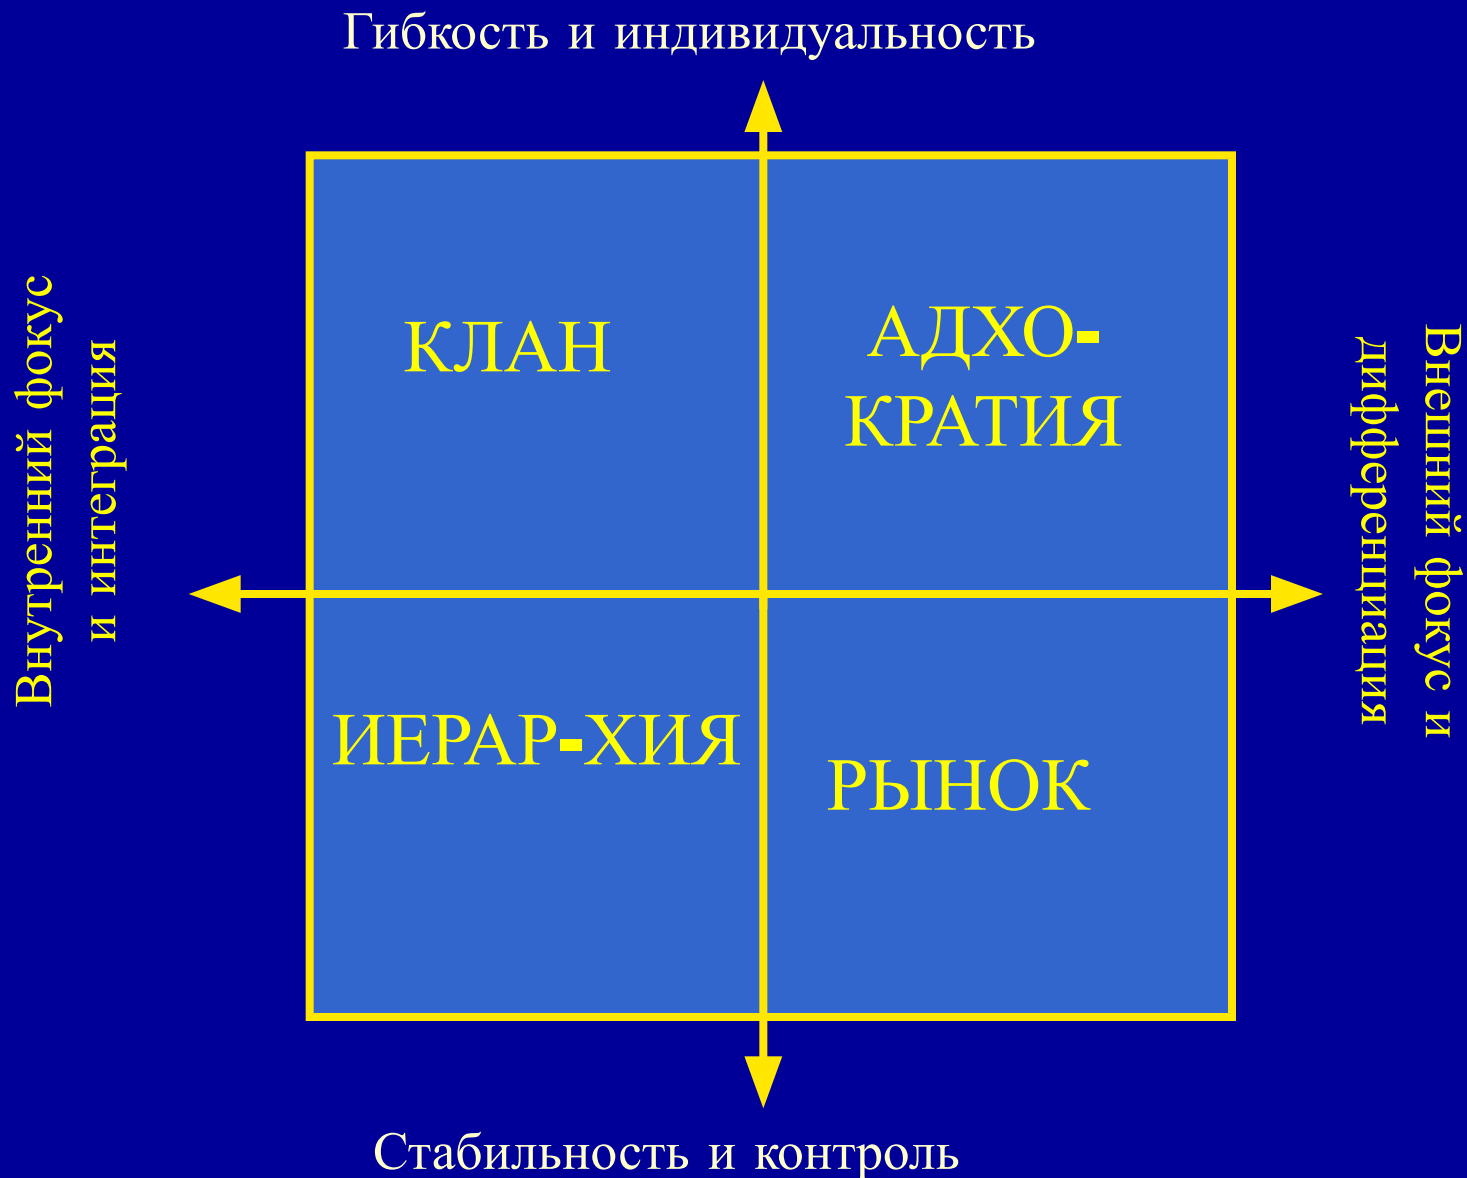 Гибкость и индивидуальность
Внутренний фокус
и интеграция
КЛАН
АДХО-
КРАТИЯ
Внешний фокус и
дифференциация
ИЕРАР-ХИЯ
РЫНОК
Стабильность и контроль